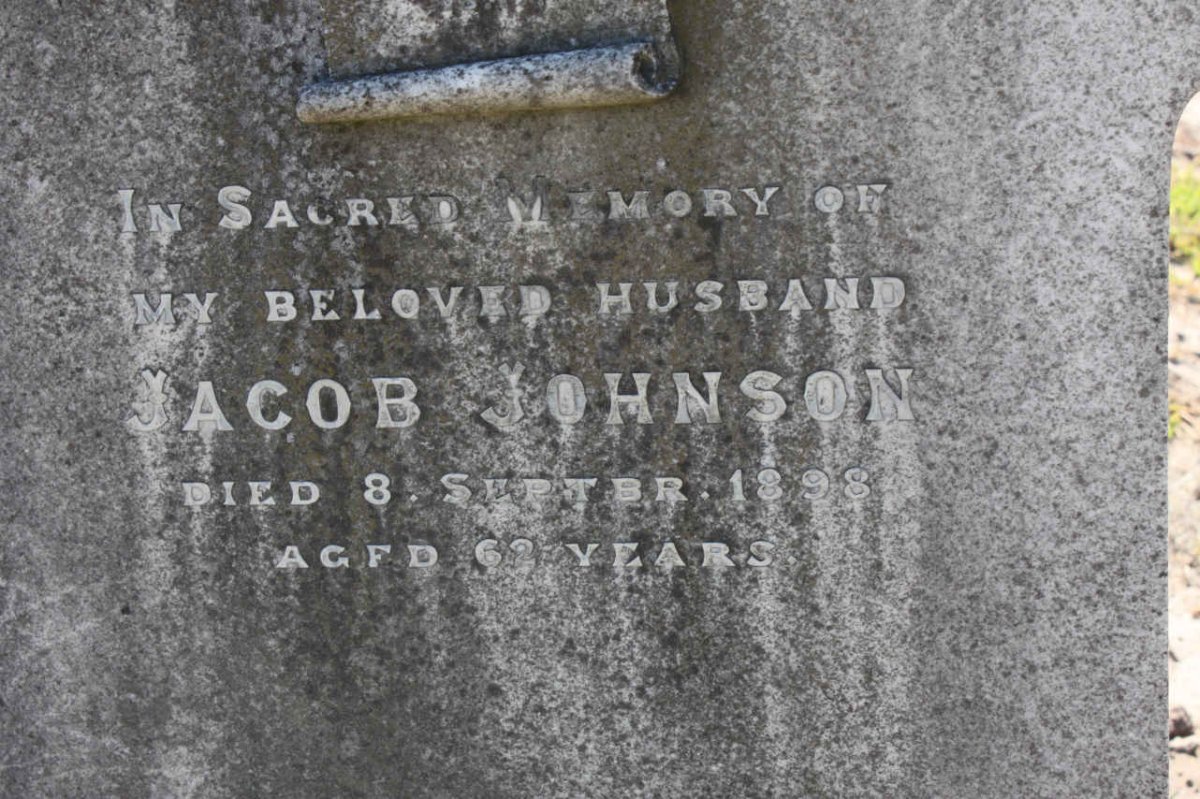 In Sacred Memory of
my beloved husband
Jacob Johnson
died 8. Septbr. 1898
aged 62 years.